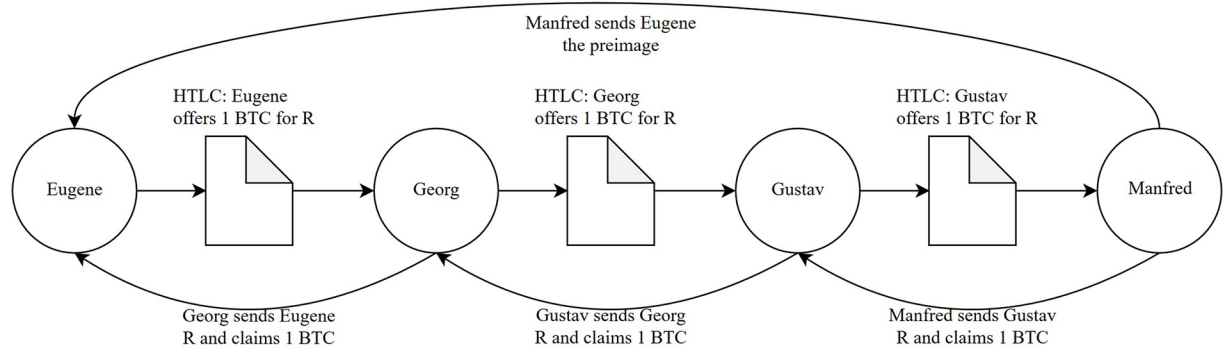 Manfred sends Eugene
the preimage
HTLC: Eugene
offers 1 BTC for R
HTLC: Georg
offers 1 BTC for R
HTLC: Gustav
offers 1 BTC for R
Eugene
Georg
Gustav
Manfred
Georg sends Eugene
R and claims 1 BTC
Gustav sends Georg
R and claims 1 BTC
Manfred sends Gustav
R and claims 1 BTC